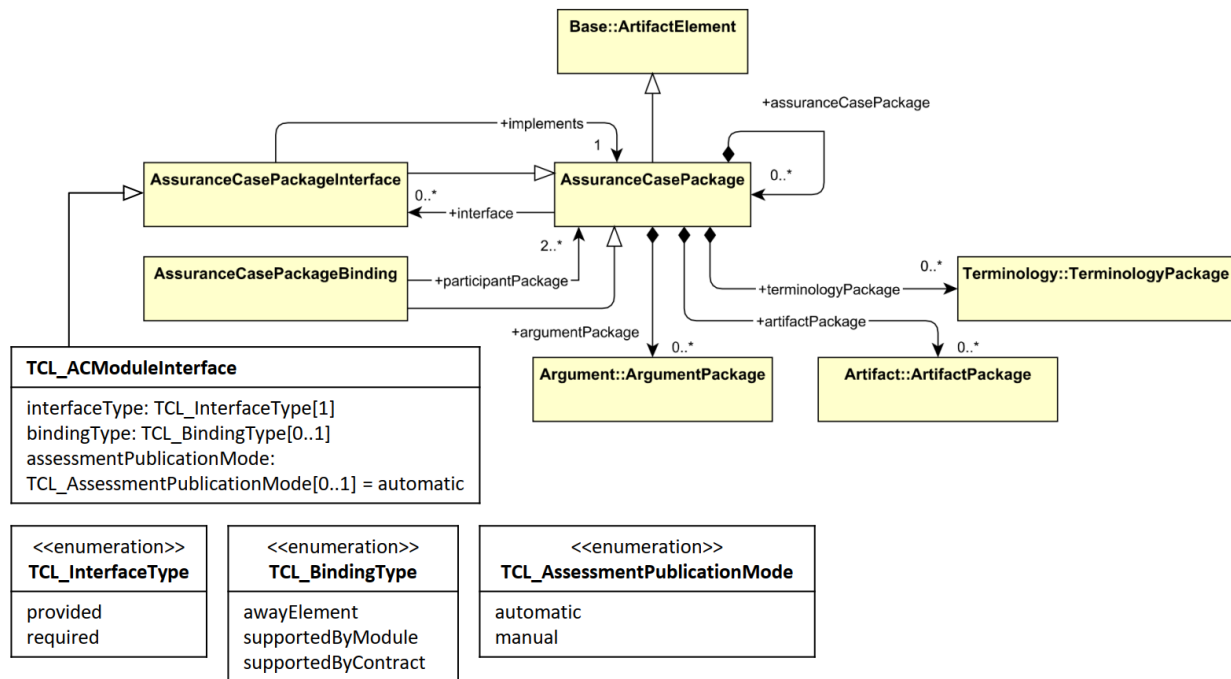 Base::ArtifactElement
+assuranceCasePackage
+implements
1
AssuranceCasePackageInterface
AssuranceCasePackage
0..*
0..*
+interface
2..*
AssuranceCasePackageBinding
+participantPackage
0..*
Terminology::TerminologyPackage
+terminologyPackage
+artifactPackage
+argumentPackage
0..*
0..*
Argument::ArgumentPackage
Artifact::ArtifactPackage
TCL_ACModuleInterface
interfaceType: TCL_InterfaceType[1]
bindingType: TCL_BindingType[0..1]
assessmentPublicationMode:
TCL_AssessmentPublicationMode[0..1] = automatic
<<enumeration>>
TCL_InterfaceType
provided
required
<<enumeration>>
TCL_BindingType
awayElement
supportedByModule
supportedByContract
<<enumeration>>
TCL_AssessmentPublicationMode
automatic
manual